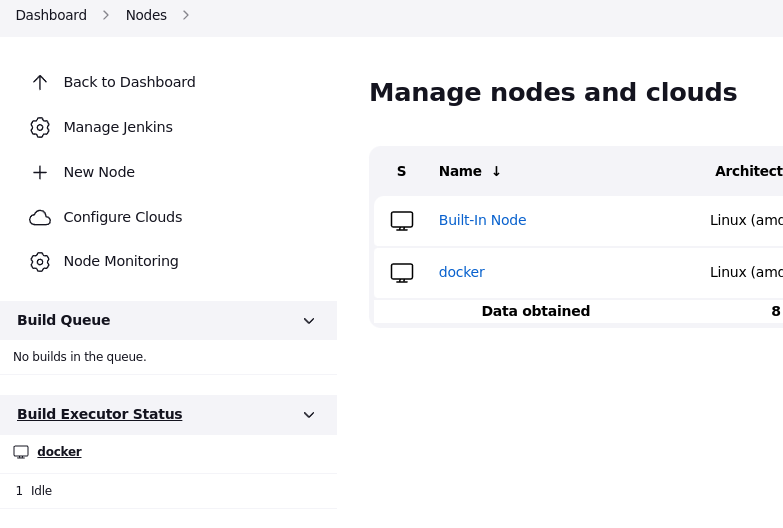 Dashboard
Nodes
Back to Dashboard
Manage Jenkins
New Node
Configure Clouds
Node Monitoring
Build Queue
No builds in the queue.
Build Executor Status
docker
1 Idle
Manage nodes and clouds
S Name ↓ Architect
Built-In Node Linux (amd
docker Linux (amd
Data obtained 8